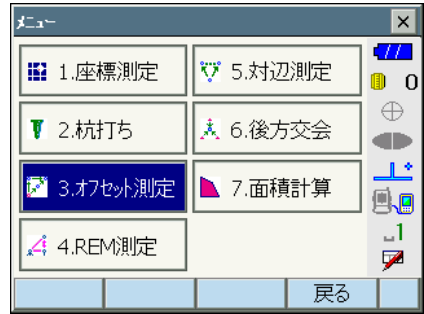 メニュー
1.座標測定
5.対辺測定
0
2.杭打ち
6.後方交会
3.オフセット測定
7.面積計算
4.REM測定
1
戻る